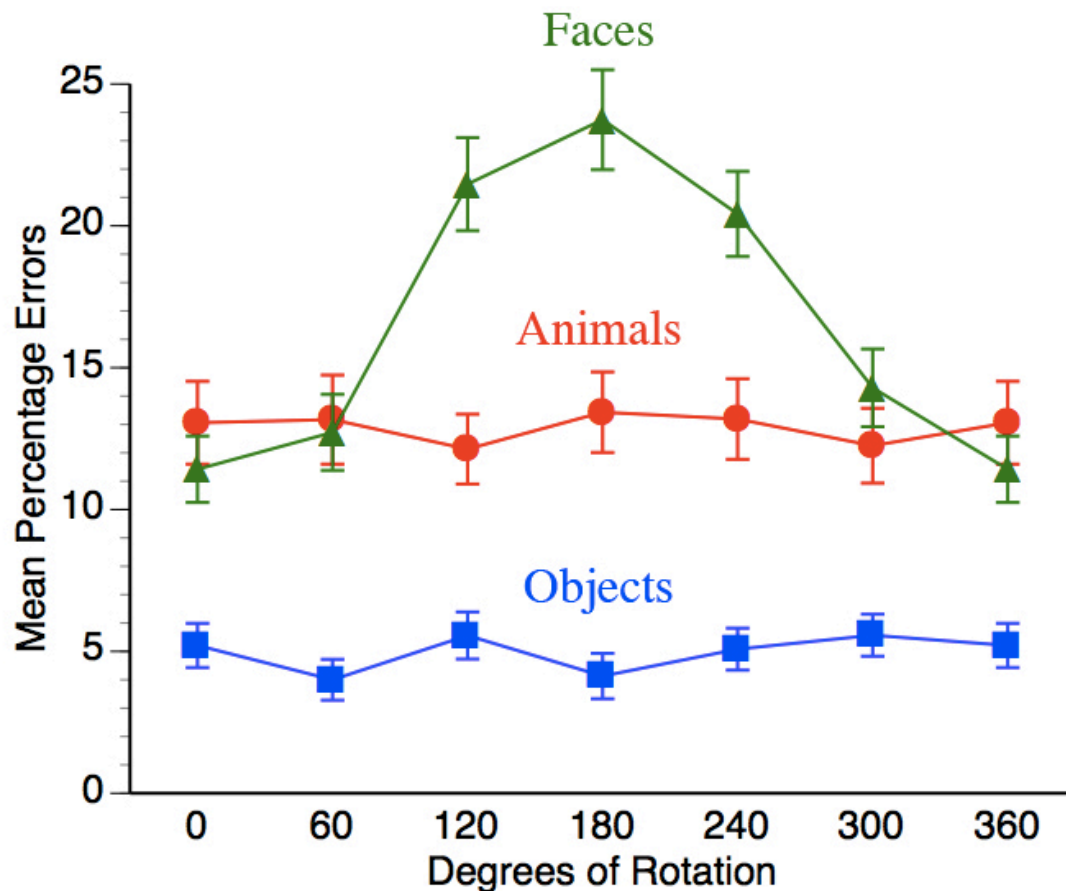 Faces
25
20
Animals
15
10
Objects
5
0
Mean Percentage Errors
0 60 120 180 240 300 360
Degrees of Rotation